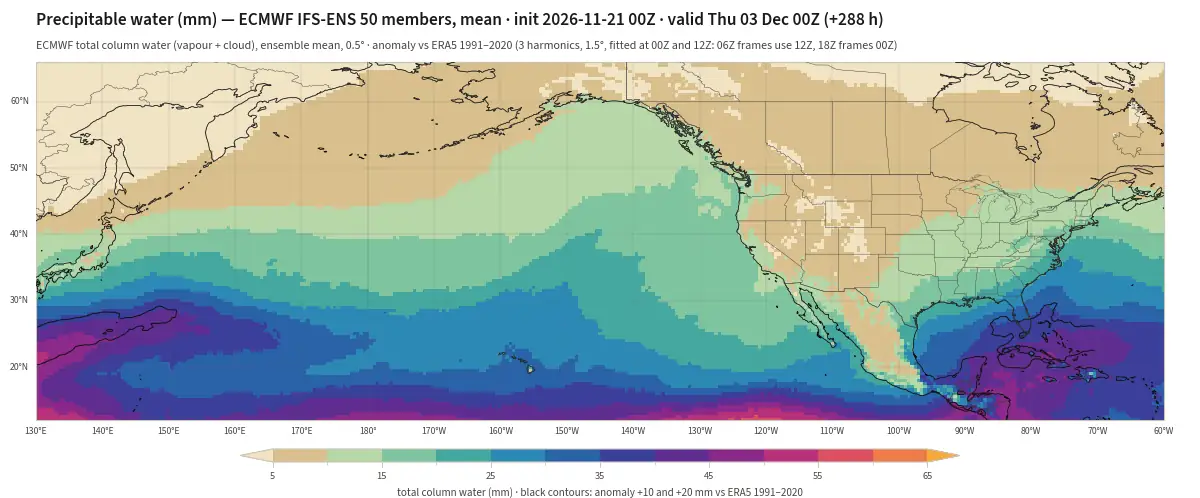 Precipitable water (mm) — ECMWF IFS-ENS 50 members, mean · init 2026-11-21 00Z · valid Thu 03 Dec 00Z (+288 h)
ECMWF total column water (vapour + cloud), ensemble mean, 0.5° · anomaly vs ERA5 1991–2020 (3 harmonics, 1.5°, fitted at 00Z and 12Z: 06Z frames use 12Z, 18Z frames 00Z)
60°N
50°N
40°N
30°N
20°N
130°E 140°E 150°E 160°E 170°E 180° 170°W 160°W 150°W 140°W 130°W 120°W 110°W 100°W 90°W 80°W 70°W 60°W
5 15 25 35 45 55 65
total column water (mm) · black contours: anomaly +10 and +20 mm vs ERA5 1991–2020